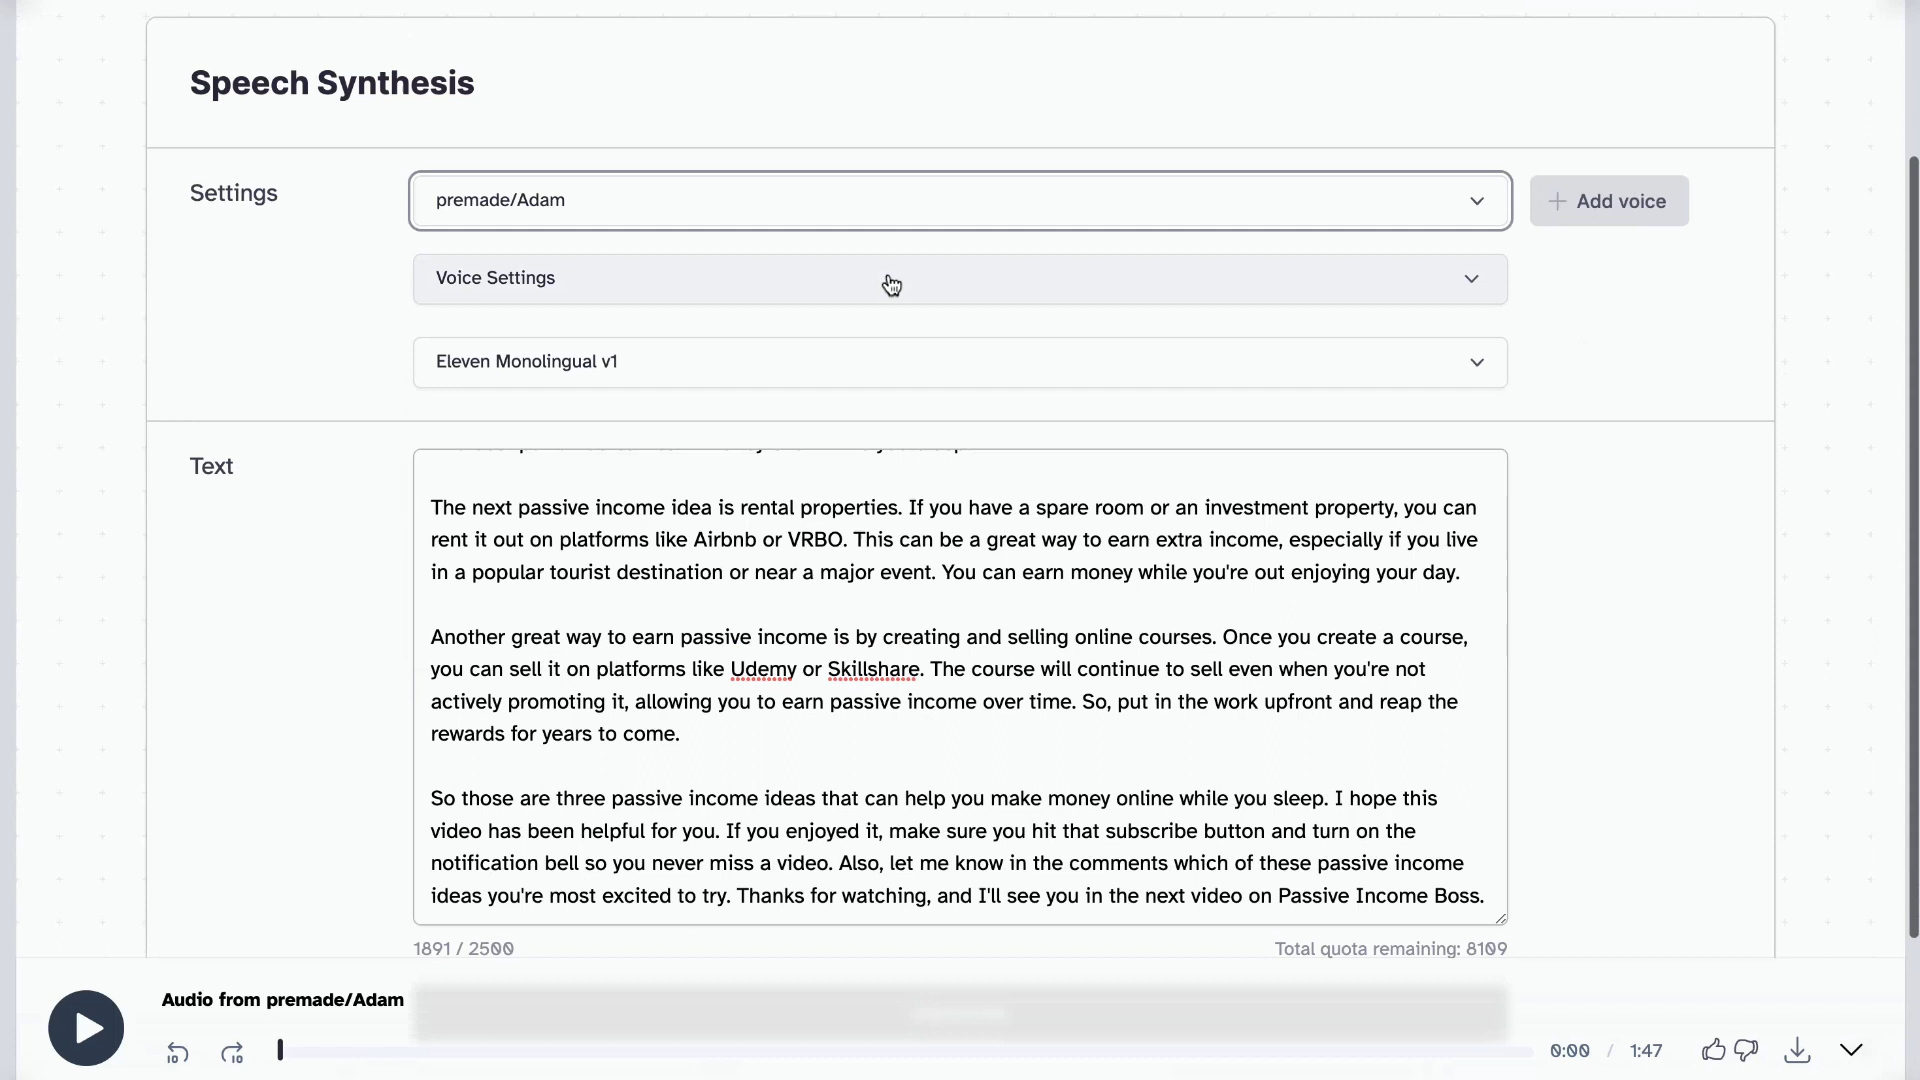 Speech Synthesis
Settings
premade/Adam
Add voice
Voice Settings
Eleven Monolingual v1
Text
The next passive income idea is rental properties. If you have a spare room or an investment property, you can
rent it out on platforms like Airbnb or VRBO. This can be a great way to earn extra income, especially if you live
in a popular tourist destination or near a major event. You can earn money while you're out enjoying your day.
Another great way to earn passive income is by creating and selling online courses. Once you create a course,
you can sell it on platforms like Udemy or Skillshare. The course will continue to sell even when you're not
actively promoting it, allowing you to earn passive income over time. So, put in the work upfront and reap the
rewards for years to come.
So those are three passive income ideas that can help you make money online while you sleep. I hope this
video has been helpful for you. If you enjoyed it, make sure you hit that subscribe button and turn on the
notification bell so you never miss a video. Also, let me know in the comments which of these passive income
ideas you're most excited to try. Thanks for watching, and I'll see you in the next video on Passive Income Boss.
1891 / 2500
Total quota remaining: 8109
Audio from premade/Adam
10
10
0:00 / 1:47